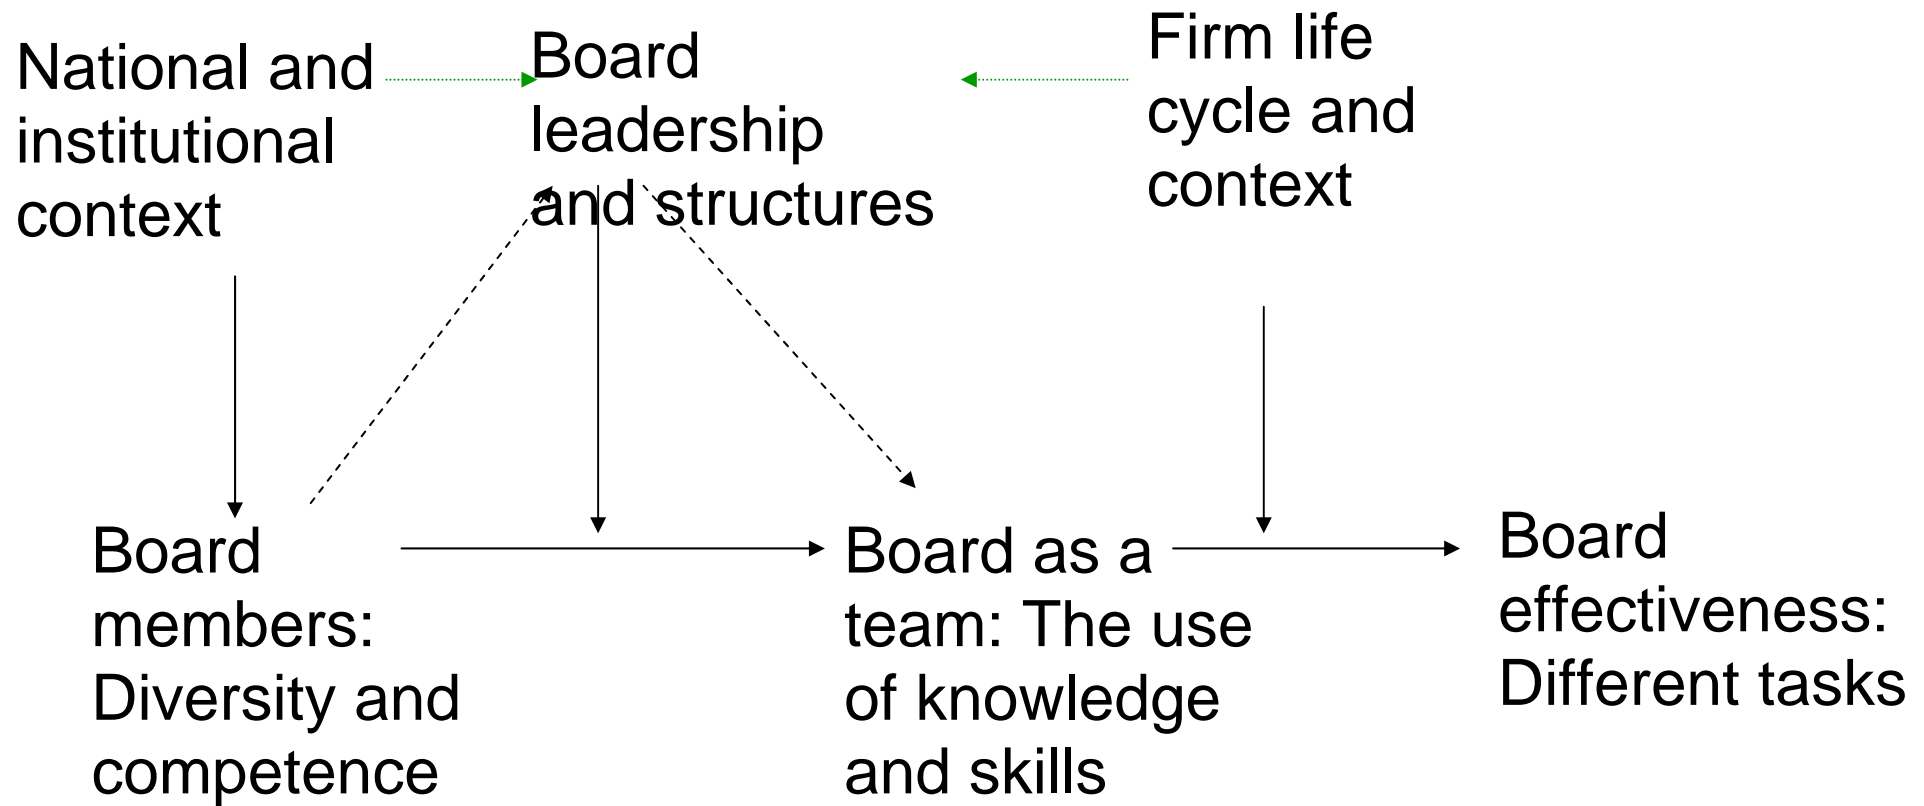 National and
institutional
context
Board
leadership
and structures
Firm life
cycle and
context
Board
members:
Diversity and
competence
Board as a
team: The use
of knowledge
and skills
Board
effectiveness:
Different tasks